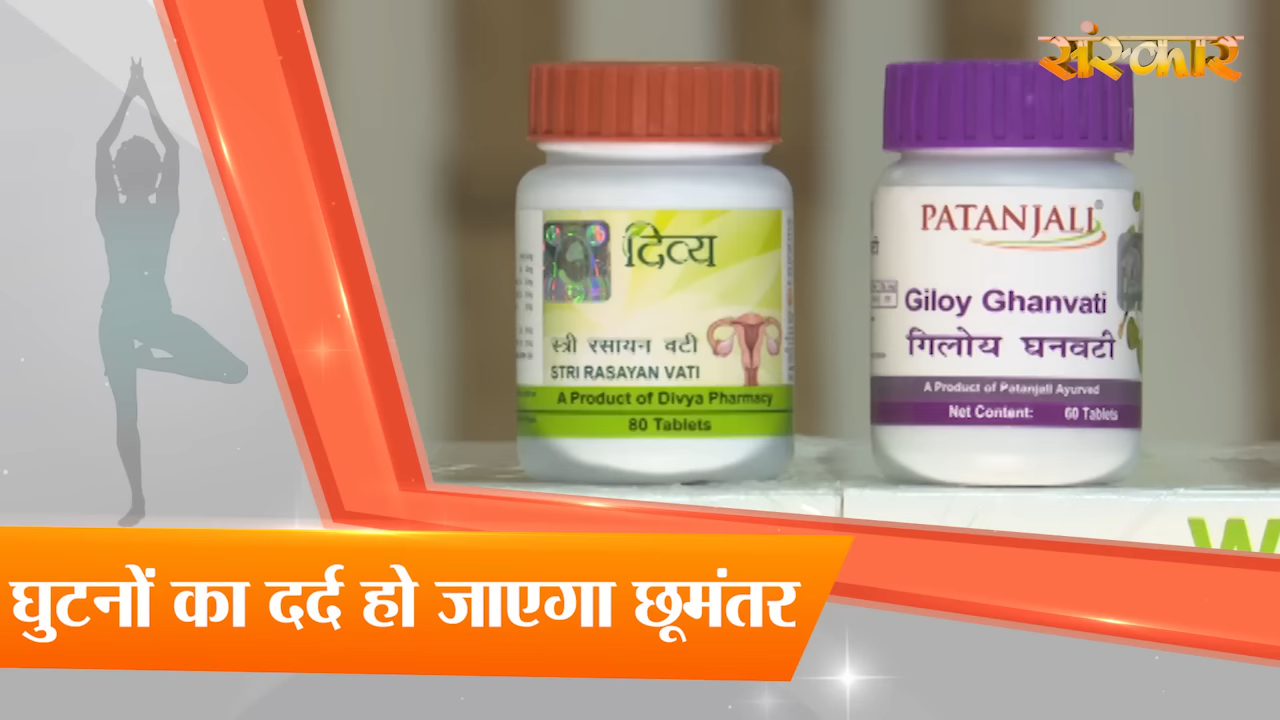 संस्कार
दिव्य
स्त्री रसायन वटी
STRI RASAYAN VATI
A Product of Divya Pharmacy
80 Tablets
PATANJALI®
Giloy Ghanvati
गिलोय घनवटी
A Product of Patanjali Ayurved
Net Content: 60 Tablets
W
घुटनों का दर्द हो जाएगा छूमंतर